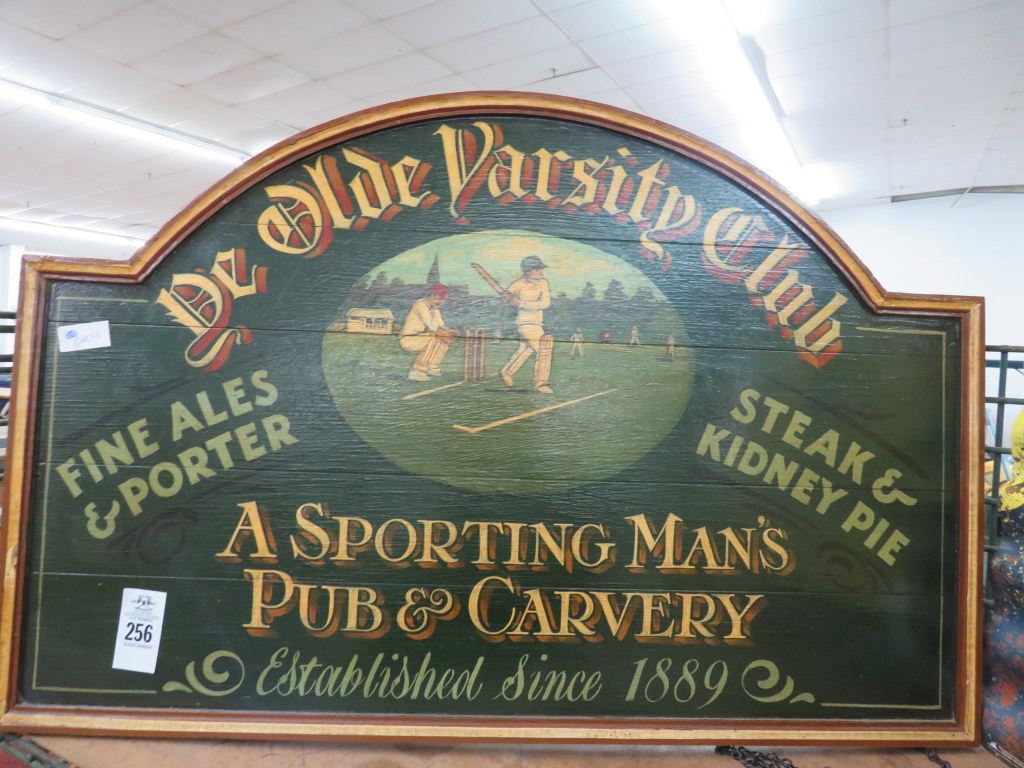 Ye Olde Varsity Club
FINE ALES
& PORTER
STEAK &
KIDNEY PIE
A SPORTING MAN'S
PUB & CARVERY
Established Since 1889
256